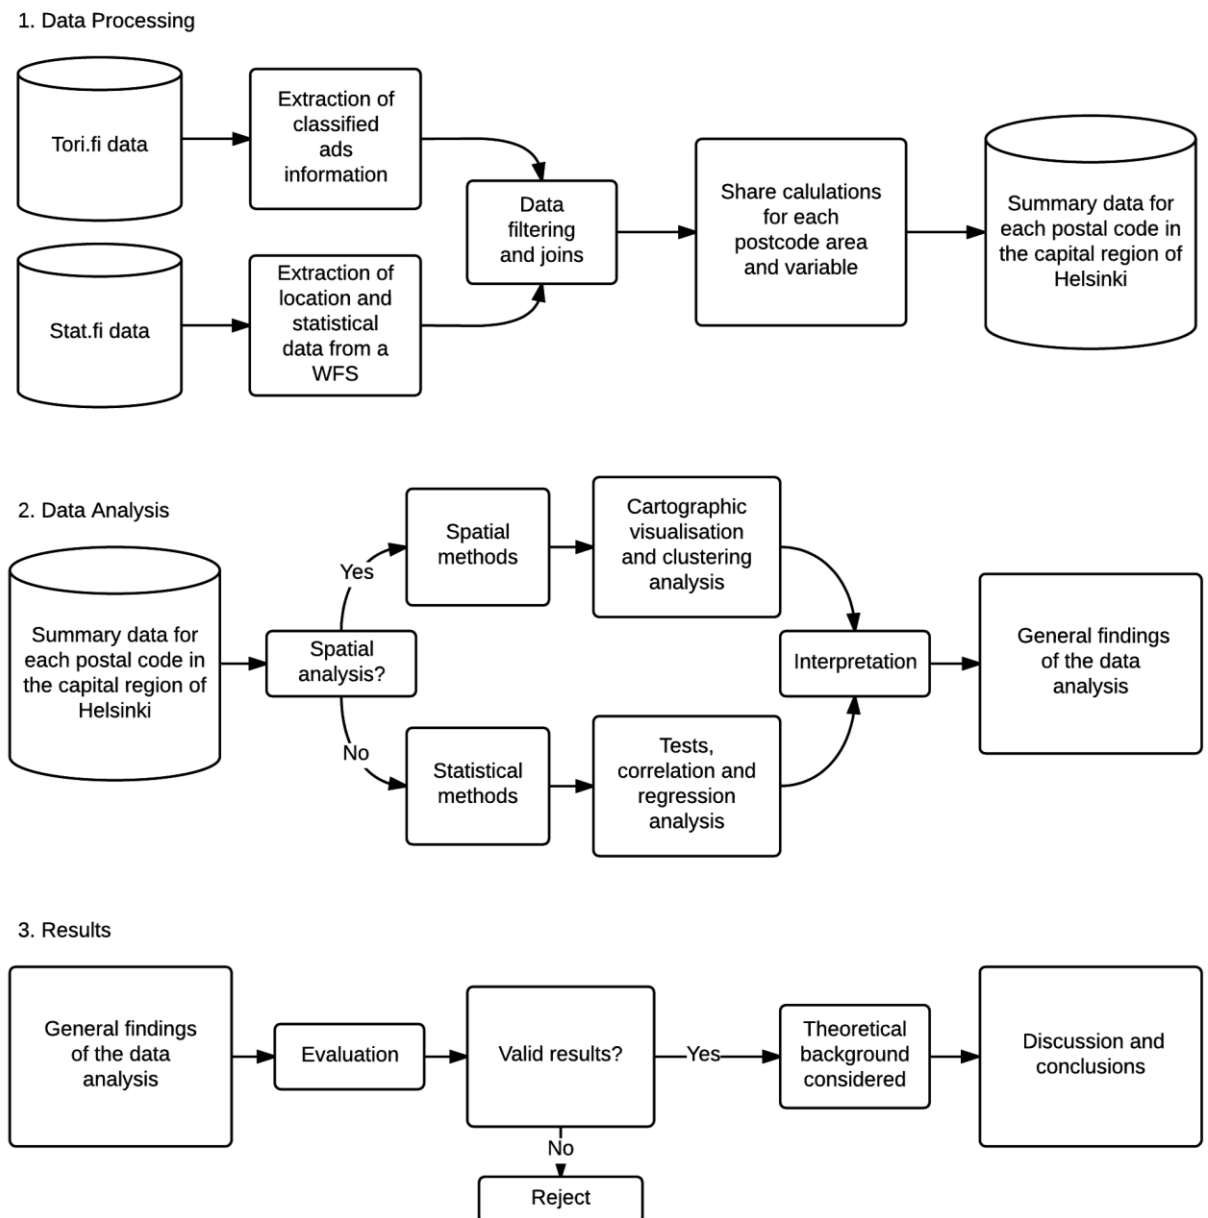 1. Data Processing
Tori.fi data
Extraction of
classified
ads
information
Stat.fi data
Extraction of
location and
statistical
data from a
WFS
Data
filtering
and joins
Share calulations
for each
postcode area
and variable
Summary data for
each postal code in
the capital region of
Helsinki
2. Data Analysis
Summary data for
each postal code in
the capital region of
Helsinki
Spatial
analysis?
Yes
Spatial
methods
Cartographic
visualisation
and clustering
analysis
No
Statistical
methods
Tests,
correlation and
regression
analysis
Interpretation
General findings
of the data
analysis
3. Results
General findings
of the data
analysis
Evaluation
Valid results?
Yes
Theoretical
background
considered
Discussion and
conclusions
No
Reject